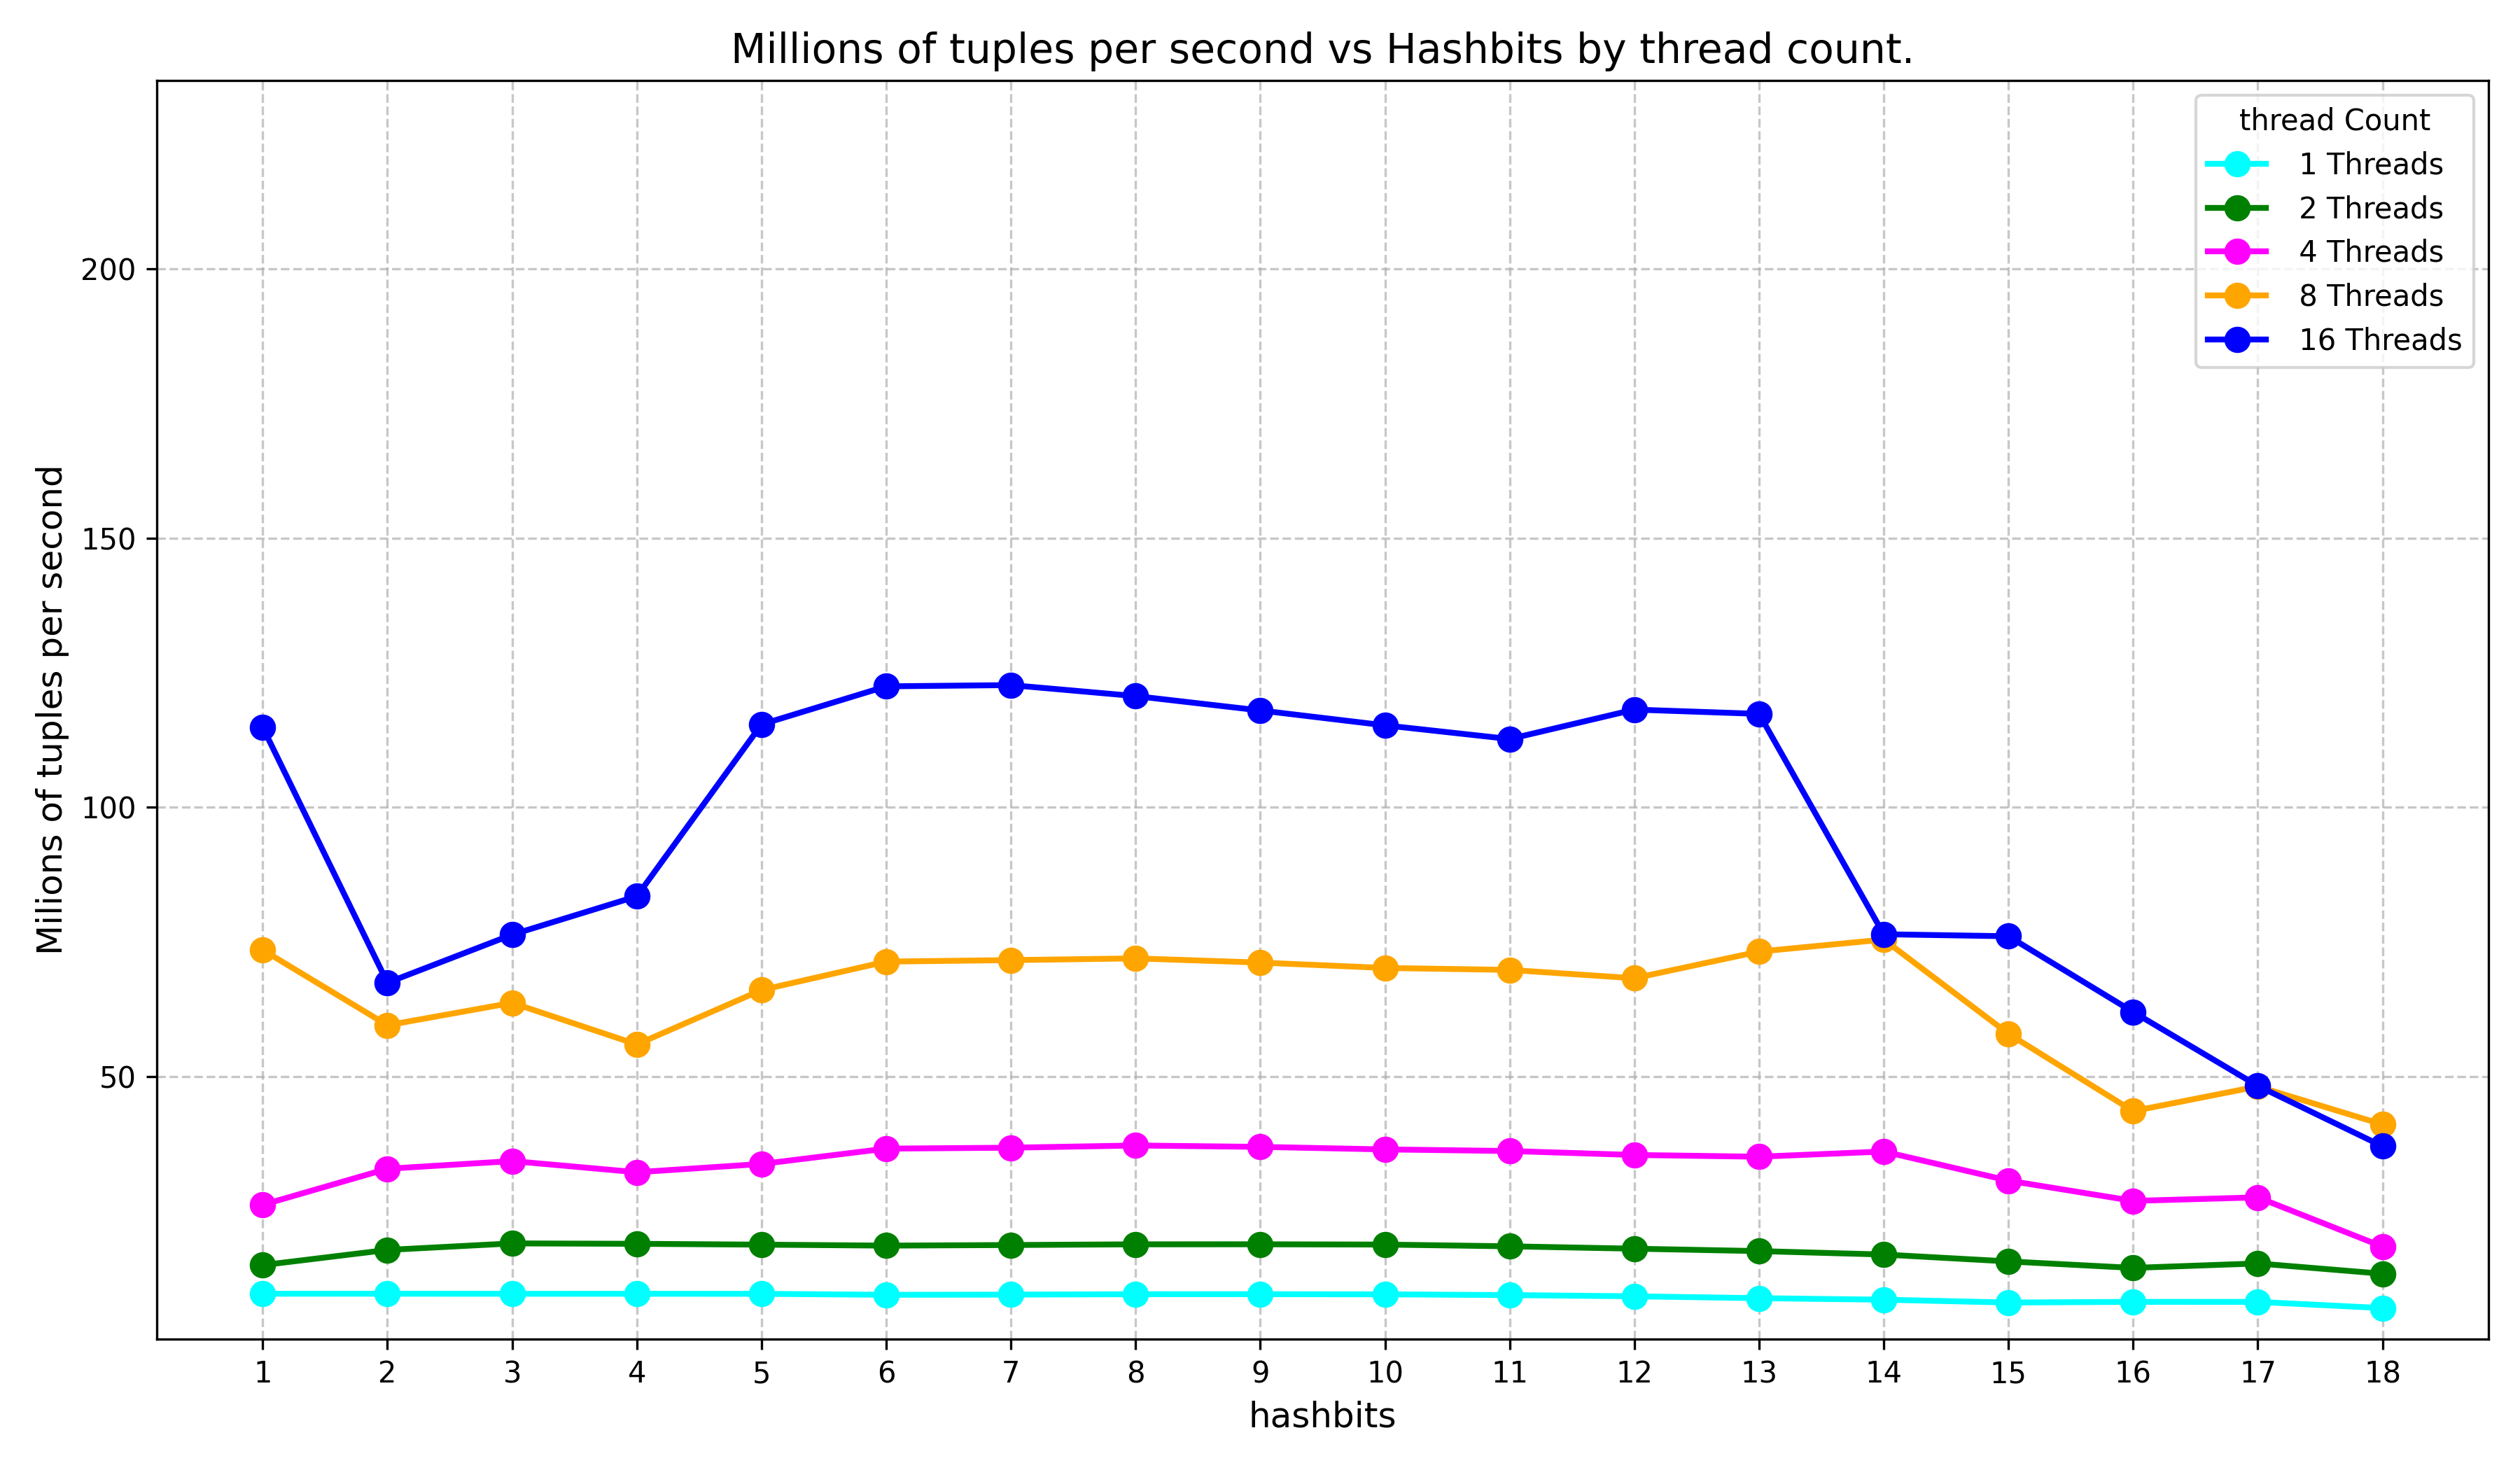 Millions of tuples per second vs Hashbits by thread count.
thread Count
1 Threads
2 Threads
4 Threads
8 Threads
16 Threads
Milions of tuples per second
200
150
100
50
1 2 3 4 5 6 7 8 9 10 11 12 13 14 15 16 17 18
hashbits